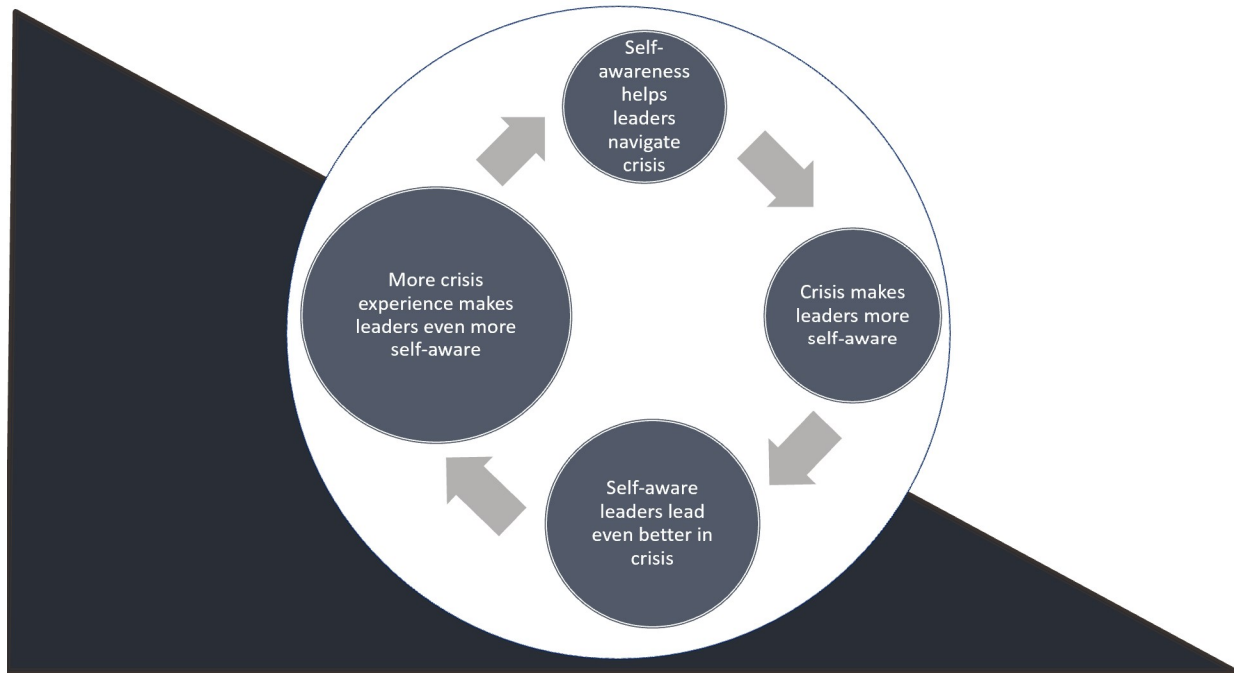 Self-
awareness
helps
leaders
navigate
crisis
Crisis makes
leaders more
self-aware
Self-aware
leaders lead
even better in
crisis
More crisis
experience makes
leaders even more
self-aware